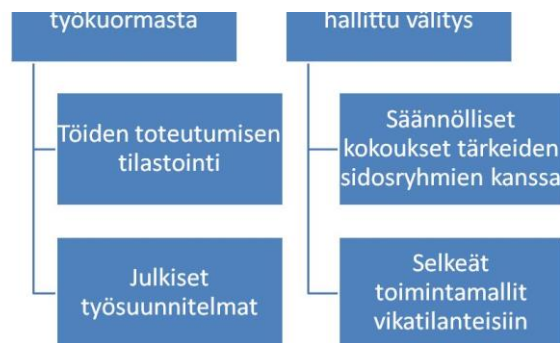 työkuormasta
hallittu välitys
Töiden toteutumisen
tilastointi
Säännölliset
kokoukset tärkeiden
sidosryhmien kanssa
Julkiset
työsuunnitelmat
Selkeät
toimintamallit
vikatilanteisiin